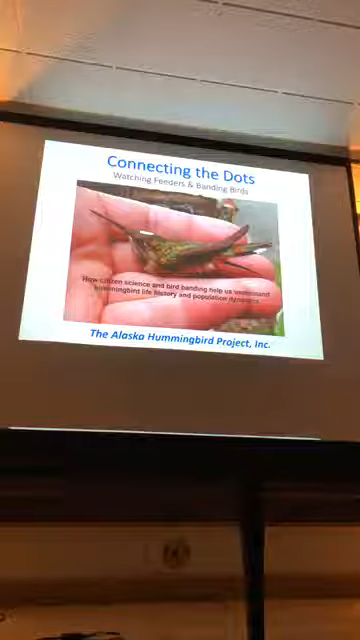 Connecting the Dots
Watching Feeders & Banding Birds
How citizen science and bird banding help us understand
hummingbird life history and population dynamics
The Alaska Hummingbird Project, Inc.